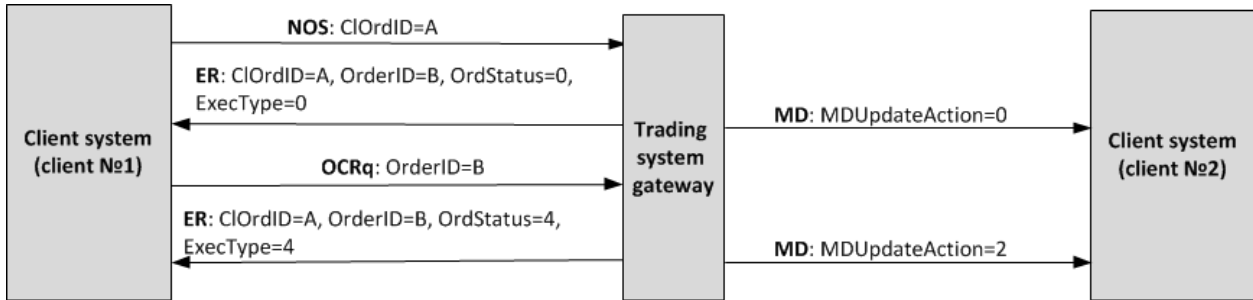 NOS: ClOrdID=A
ER: ClOrdID=A, OrderID=B, OrdStatus=0,
ExecType=0
Client system
(client №1)
OCRq: OrderID=B
ER: ClOrdID=A, OrderID=B, OrdStatus=4,
ExecType=4
Trading
system
gateway
MD: MDUpdateAction=0
MD: MDUpdateAction=2
Client system
(client №2)